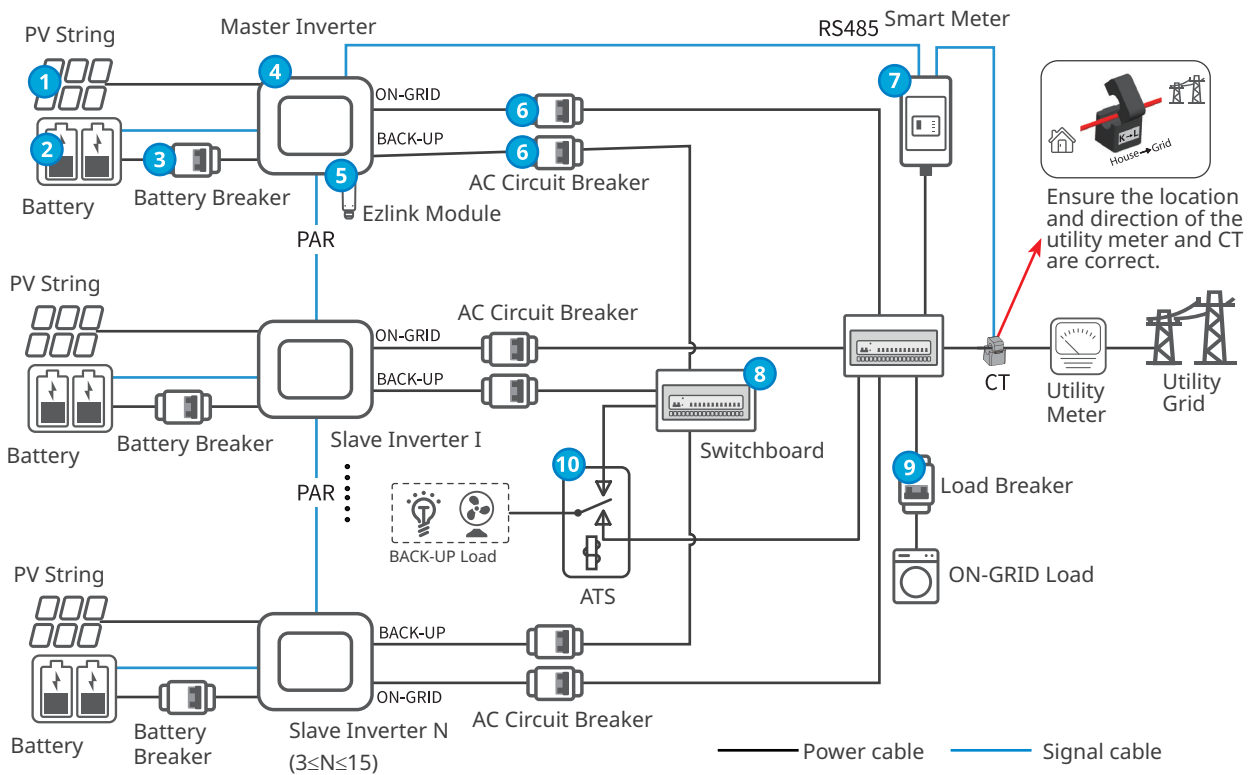 PV String
Master Inverter
RS485
Smart Meter
1
4
7
ON-GRID
6
2
3
BACK-UP
6
K→L
House→Grid
Battery
Battery Breaker
5
Ezlink Module
AC Circuit Breaker
Ensure the location
and direction of the
utility meter and CT
are correct.
PAR
PV String
AC Circuit Breaker
ON-GRID
BACK-UP
8
CT
Utility
Meter
Utility
Grid
Battery
Battery Breaker
Slave Inverter I
Switchboard
PAR
10
9
Load Breaker
BACK-UP Load
ATS
ON-GRID Load
PV String
BACK-UP
ON-GRID
Battery
Battery
Breaker
Slave Inverter N
(3≤N≤15)
AC Circuit Breaker
Power cable
Signal cable